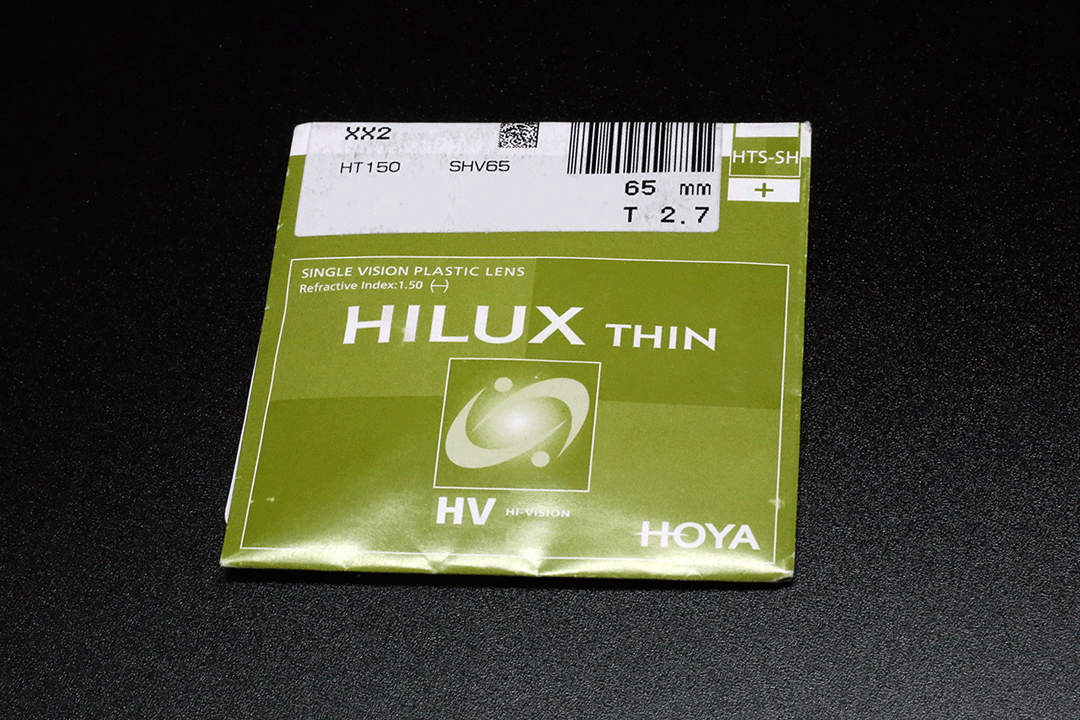 XX2
HT150 SHV65
65 mm
T 2.7
HTS-SH
+
SINGLE VISION PLASTIC LENS
Refractive Index:1.50 (—)
HILUX THIN
HV HI-VISION
HOYA